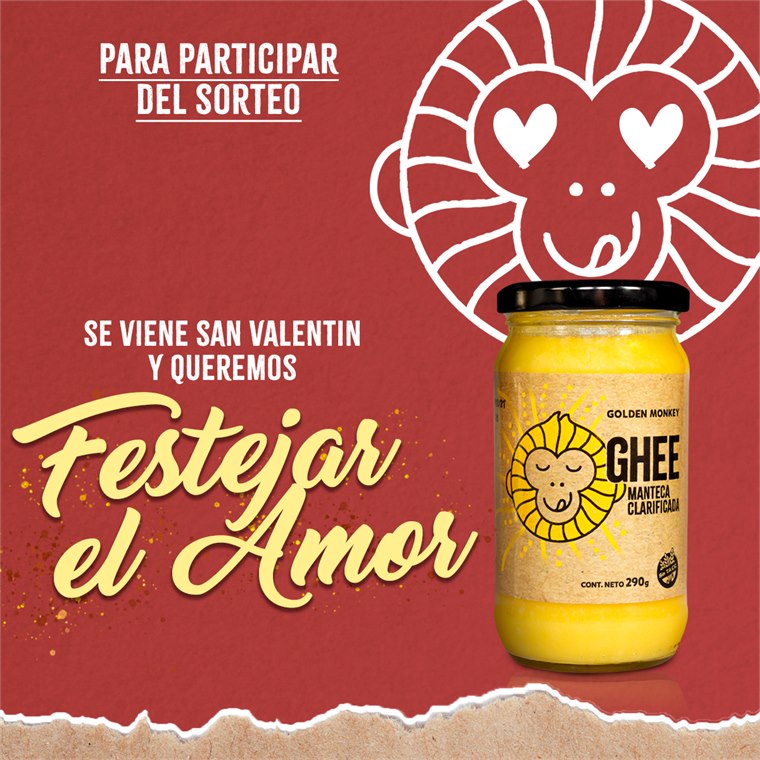 PARA PARTICIPAR
DEL SORTEO
SE VIENE SAN VALENTIN
Y QUEREMOS
Festejar
el Amor
GOLDEN MONKEY
GHEE
MANTECA
CLARIFICADA
CONT. NETO 290g
Sin T.A.C.C.